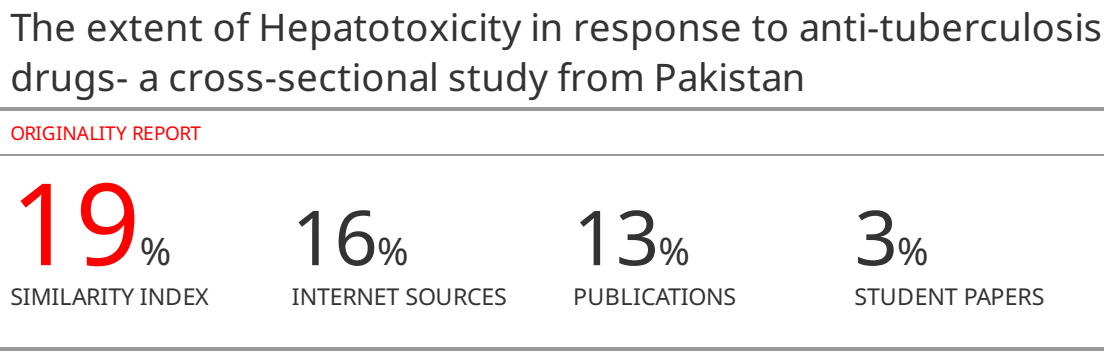 The extent of Hepatotoxicity in response to anti-tuberculosis
drugs- a cross-sectional study from Pakistan
ORIGINALITY REPORT
19% 16% 13% 3%
SIMILARITY INDEX INTERNET SOURCES PUBLICATIONS STUDENT PAPERS